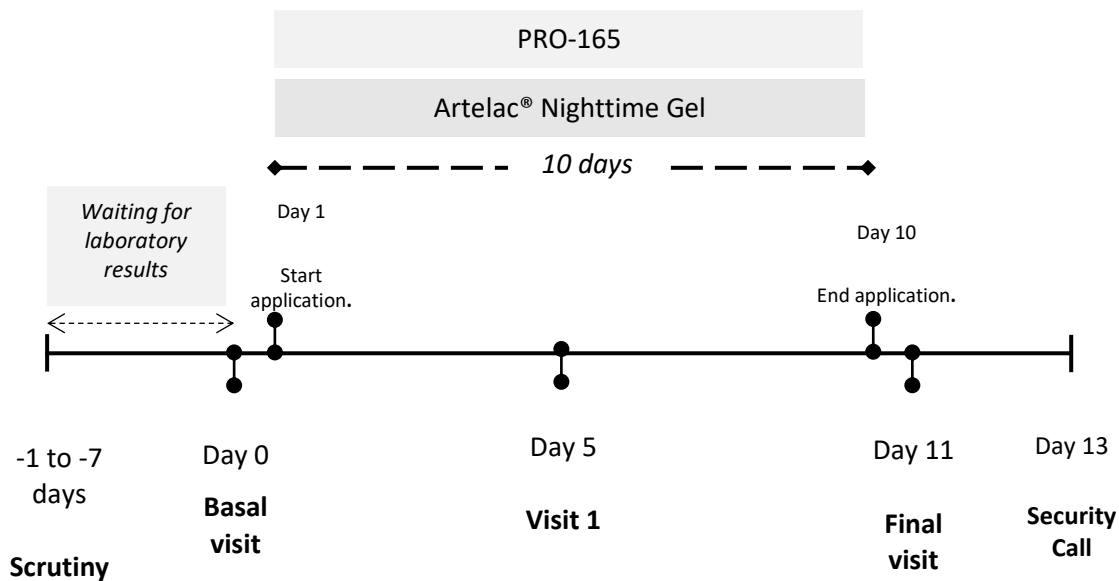 PRO-165
Artelac® Nighttime Gel
10 days
Waiting for
laboratory
results
Day 1
Day 10
Start
application.
End application.
-1 to -7
days
Scrutiny
Day 0
Basal
visit
Day 5
Visit 1
Day 11
Final
visit
Day 13
Security
Call